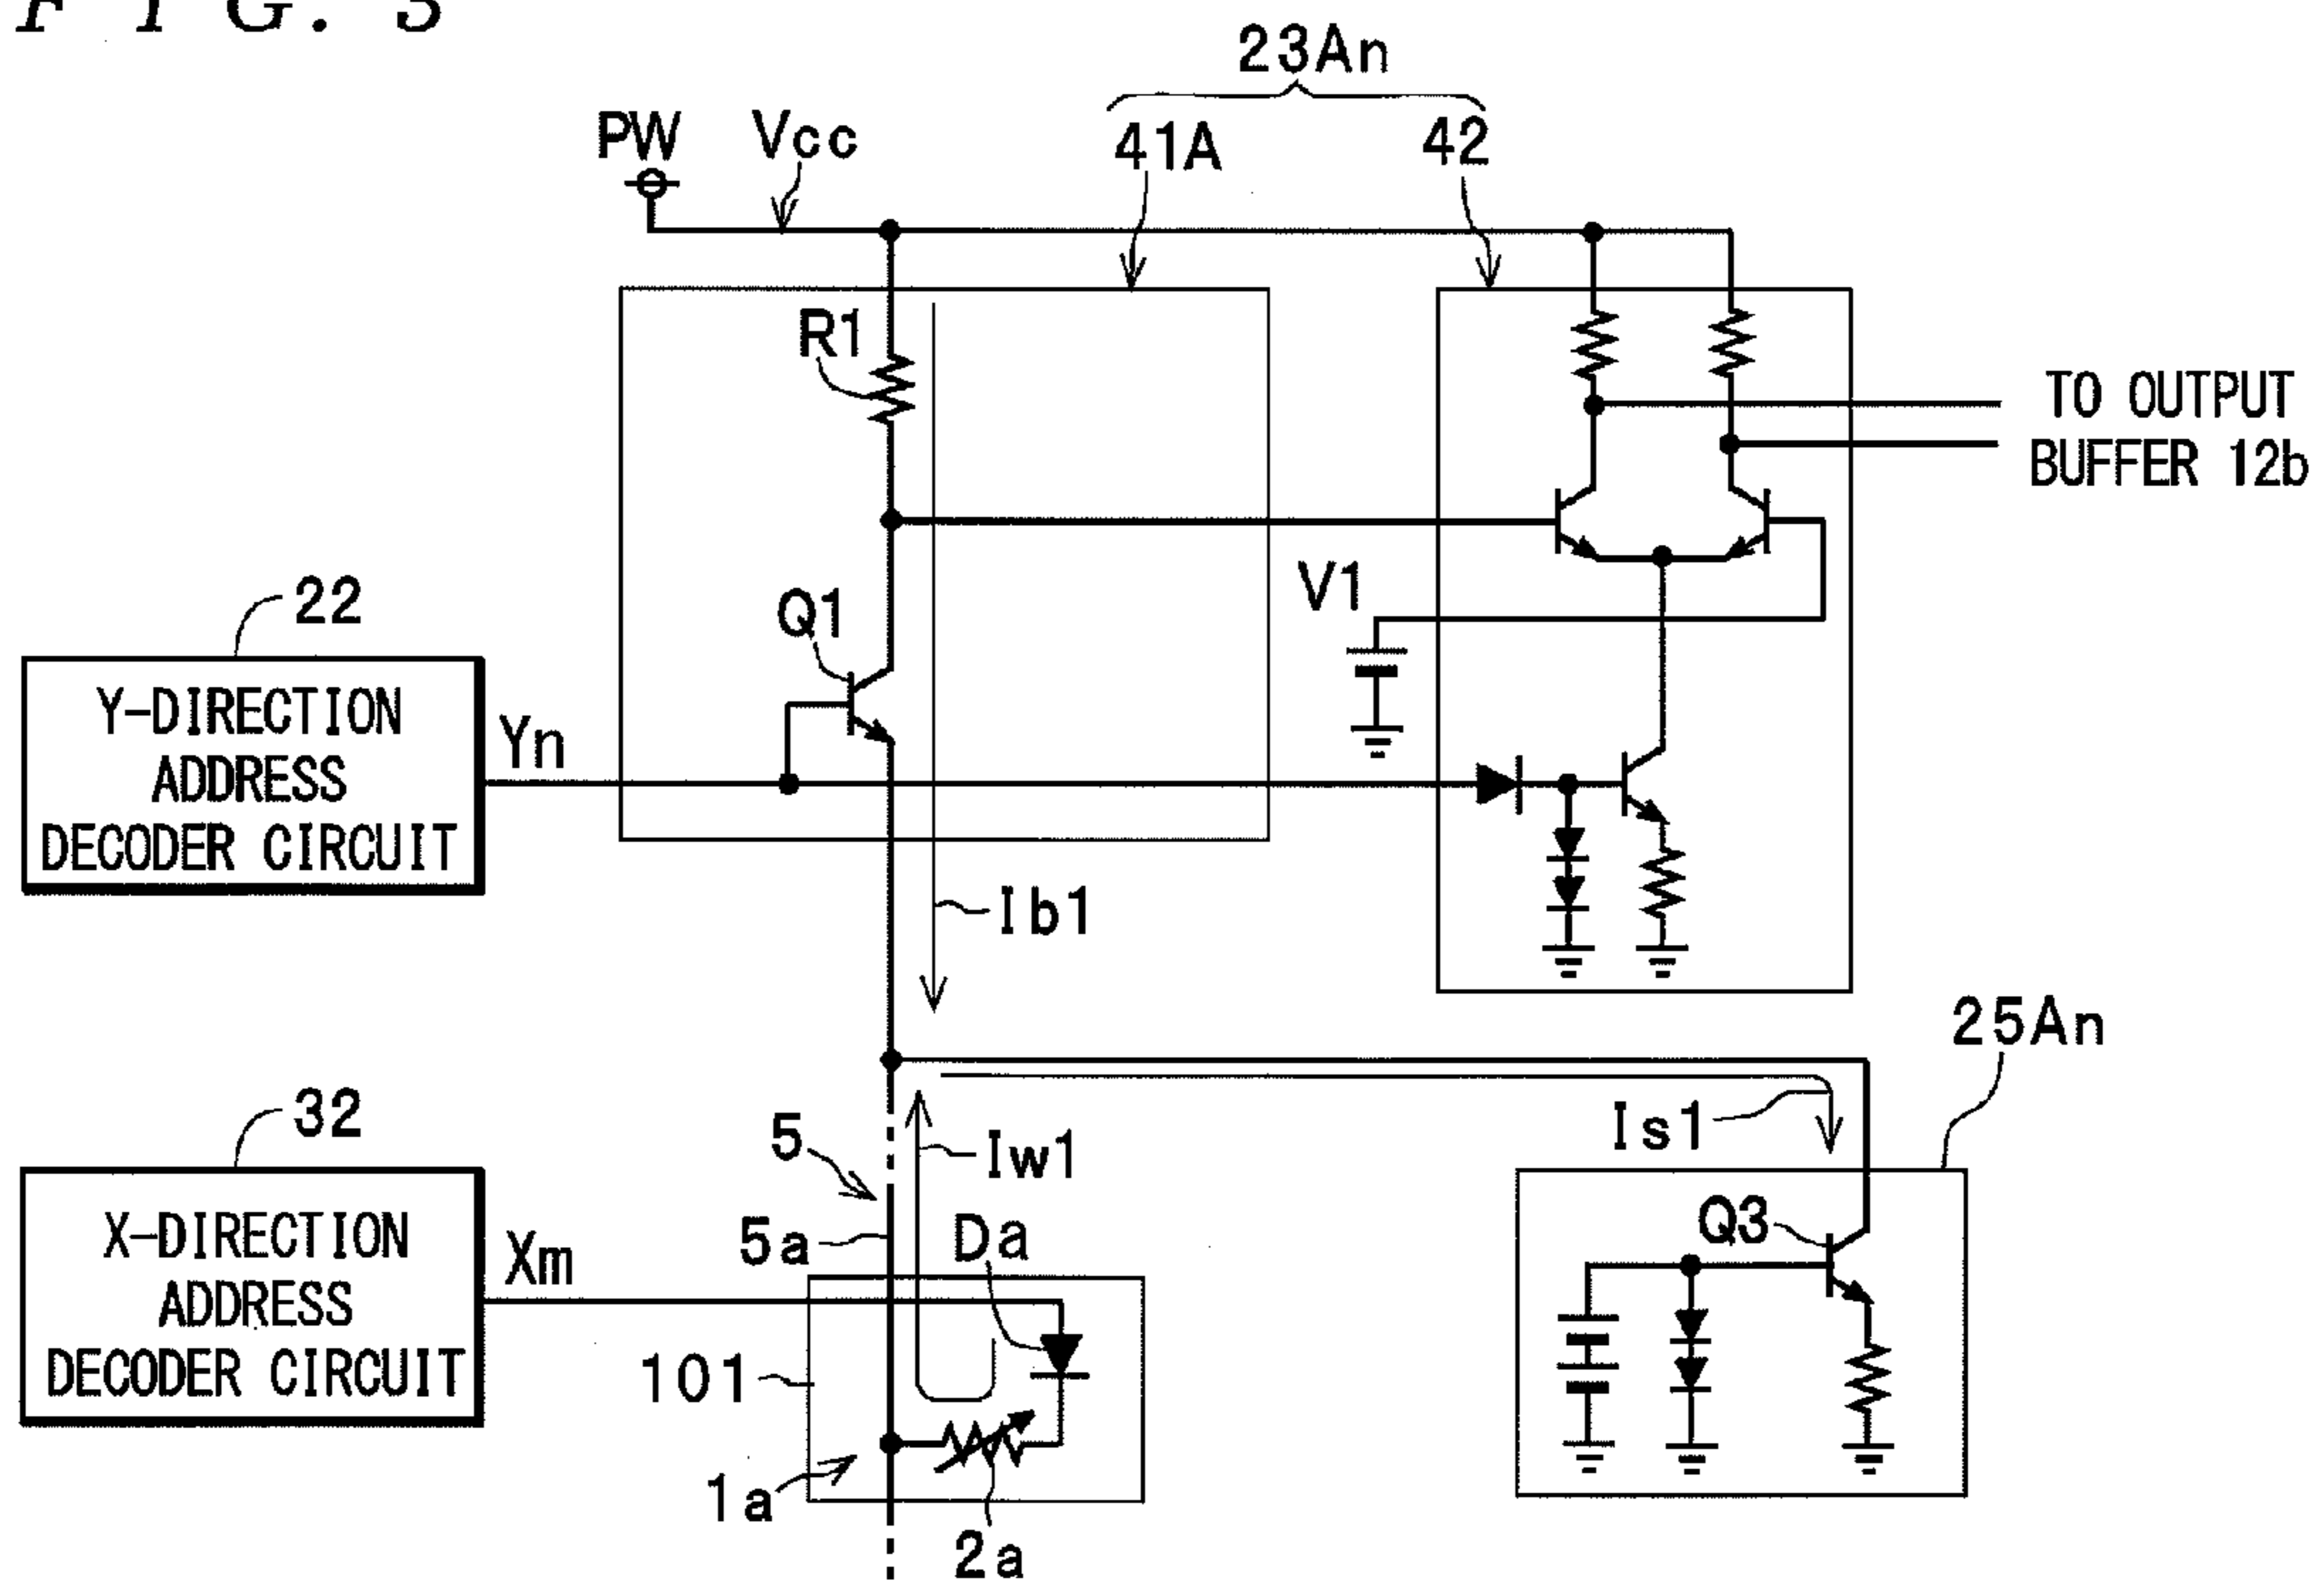 FIG. 3
23An
PW
Vcc
41A
42
R1
TO OUTPUT
BUFFER 12b
Q1
V1
22
Y-DIRECTION
ADDRESS
DECODER CIRCUIT
Yn
Ib1
25An
32
5
Iw1
Is1
X-DIRECTION
ADDRESS
DECODER CIRCUIT
Xm
5a
Da
Q3
101
1a
2a